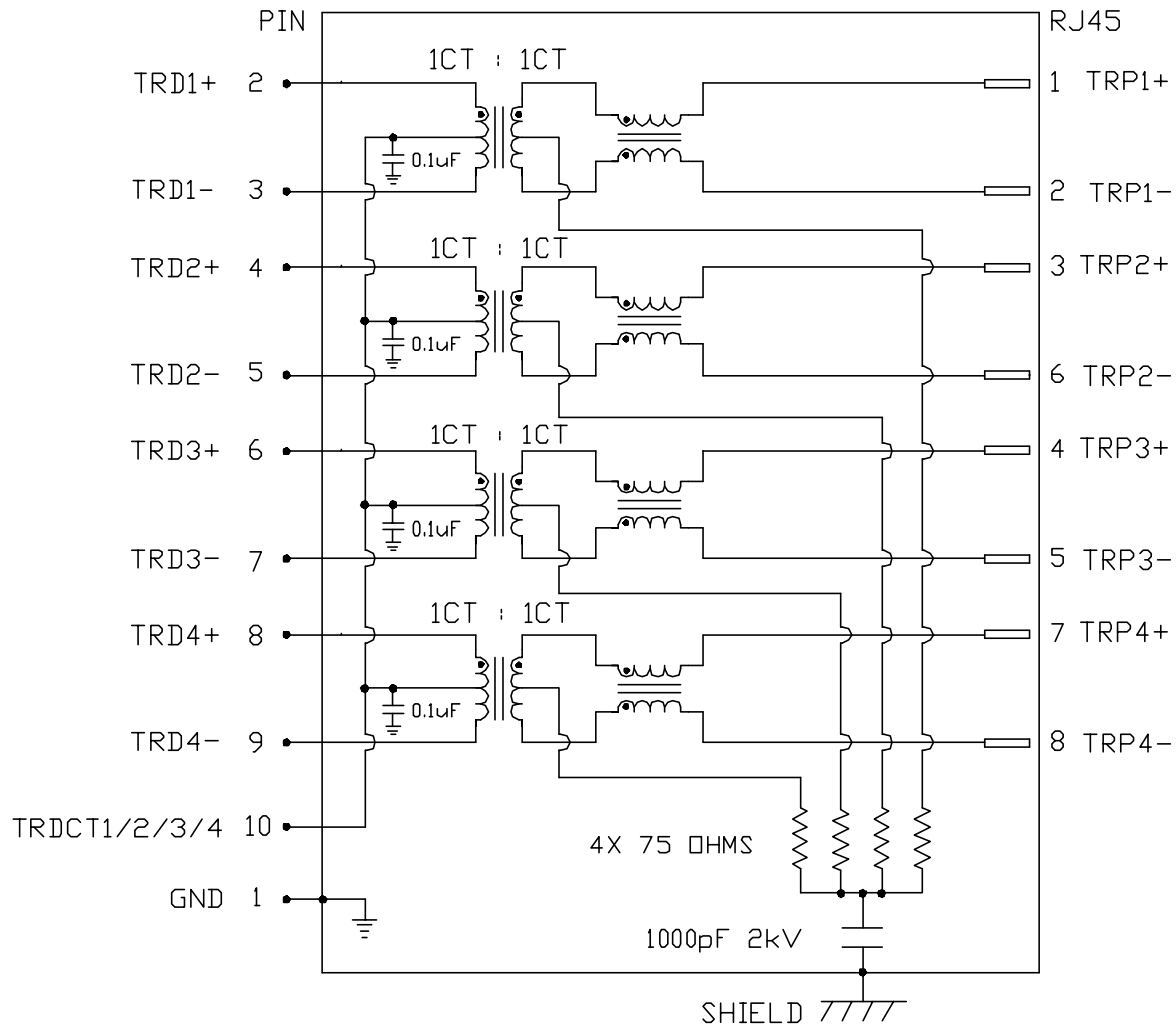 PIN RJ45
1CT : 1CT
TRD1+ 2 1 TRP1+
0.1uF
TRD1- 3 2 TRP1-
1CT : 1CT
TRD2+ 4 3 TRP2+
0.1uF
TRD2- 5 6 TRP2-
1CT : 1CT
TRD3+ 6 4 TRP3+
0.1uF
TRD3- 7 5 TRP3-
1CT : 1CT
TRD4+ 8 7 TRP4+
0.1uF
TRD4- 9 8 TRP4-
TRDCT1/2/3/4 10
4X 75 OHMS
GND 1
1000pF 2kV
SHIELD